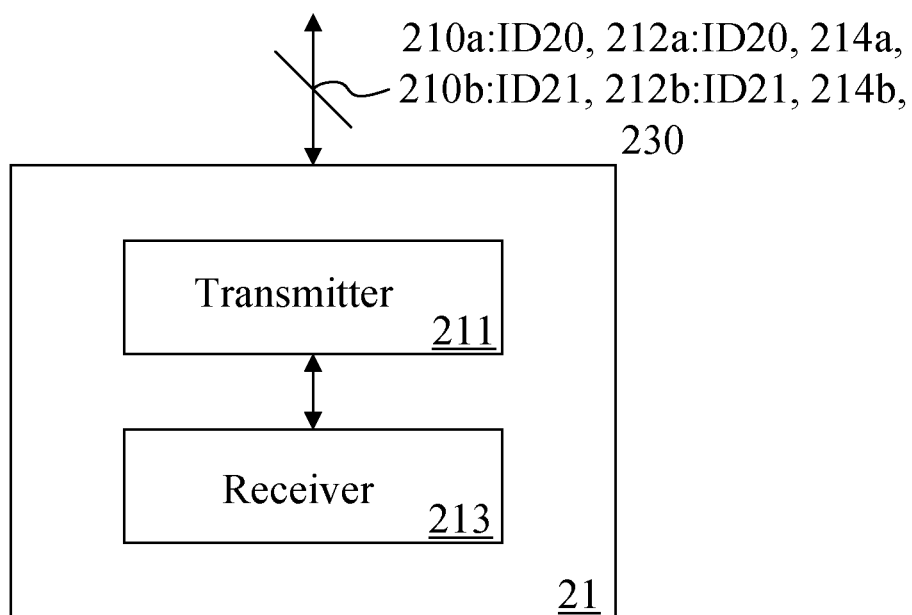 210a:ID20, 212a:ID20, 214a,
210b:ID21, 212b:ID21, 214b,
230
Transmitter
211
Receiver
213
21